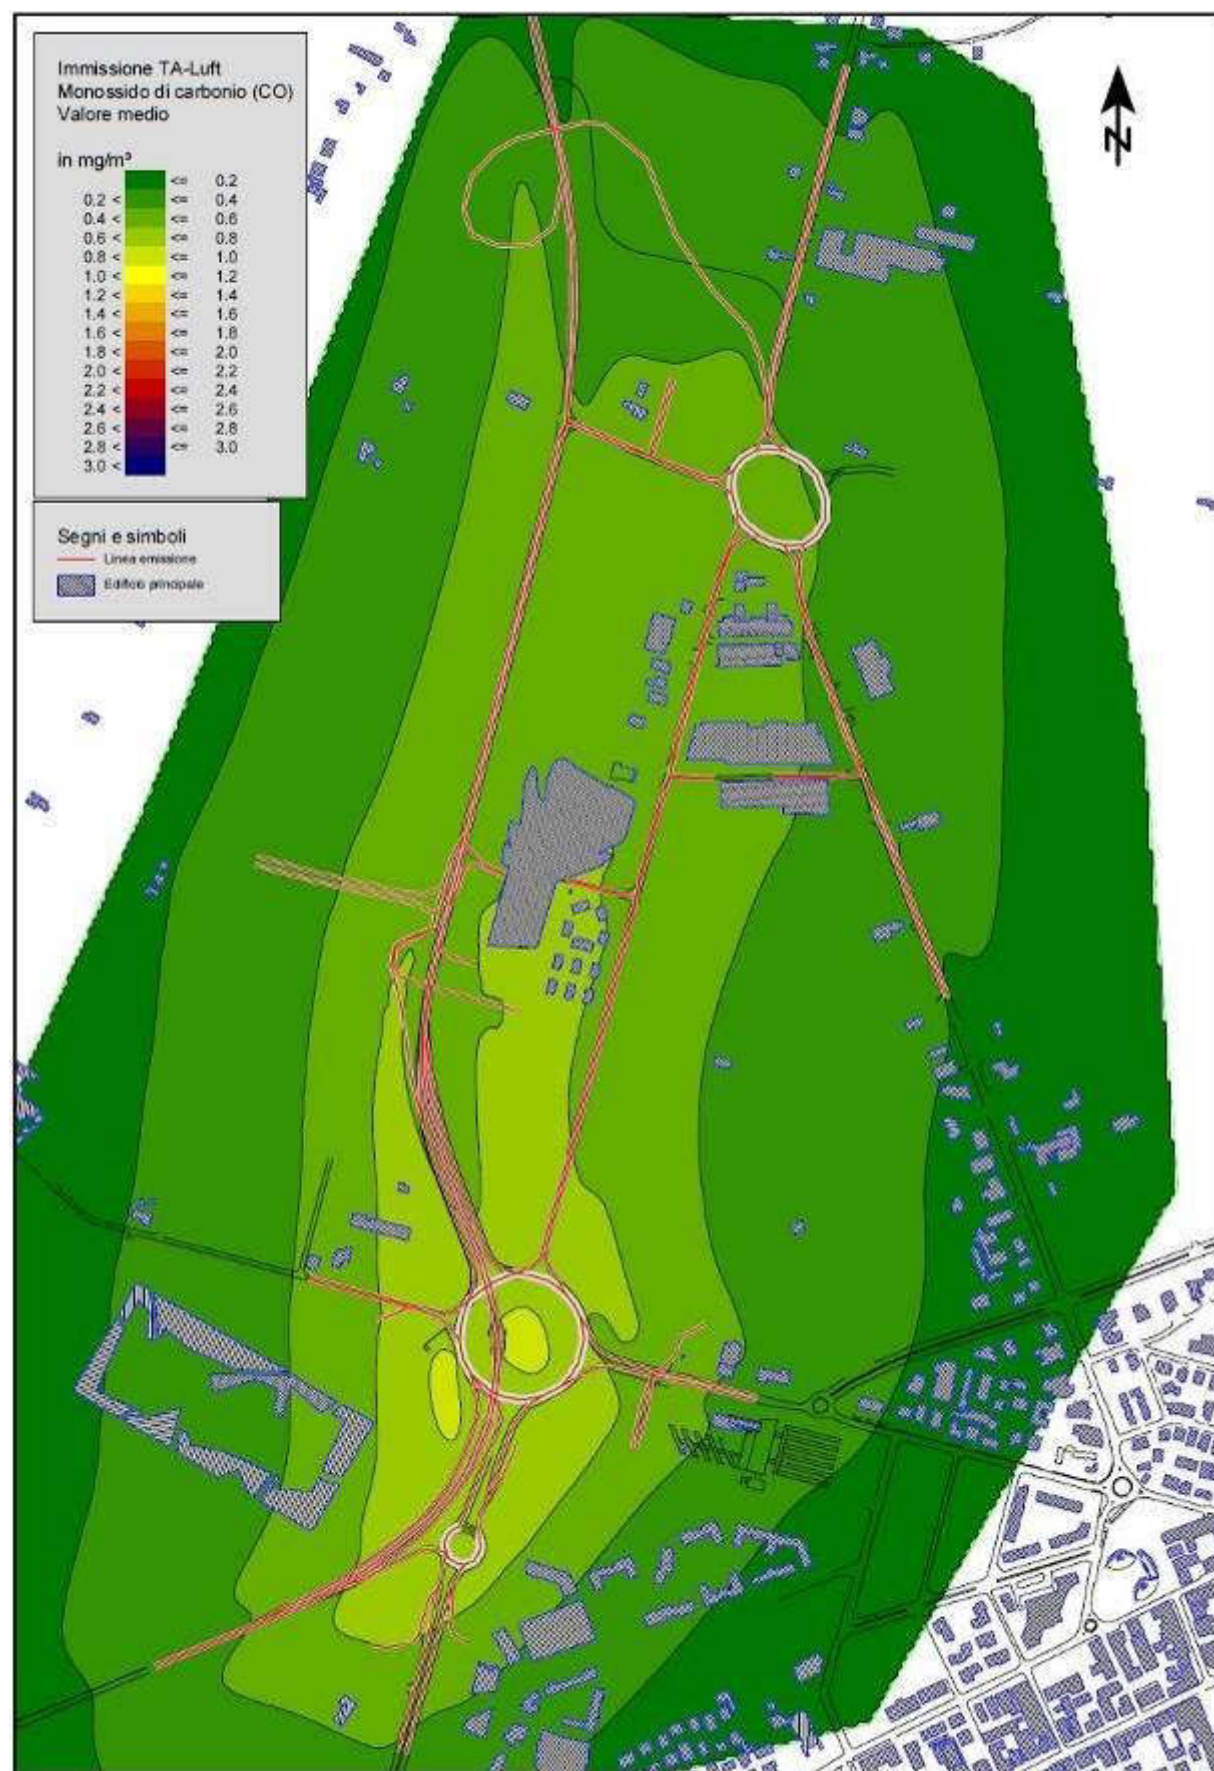 Immissione TA-Luft
Monossido di carbonio (CO)
Valore medio
in mg/m³
<= 0.2
0.2 < <= 0.4
0.4 < <= 0.6
0.6 < <= 0.8
0.8 < <= 1.0
1.0 < <= 1.2
1.2 < <= 1.4
1.4 < <= 1.6
1.6 < <= 1.8
1.8 < <= 2.0
2.0 < <= 2.2
2.2 < <= 2.4
2.4 < <= 2.6
2.6 < <= 2.8
2.8 < <= 3.0
3.0 <
Segni e simboli
Linea emissione
Edificio principale
N